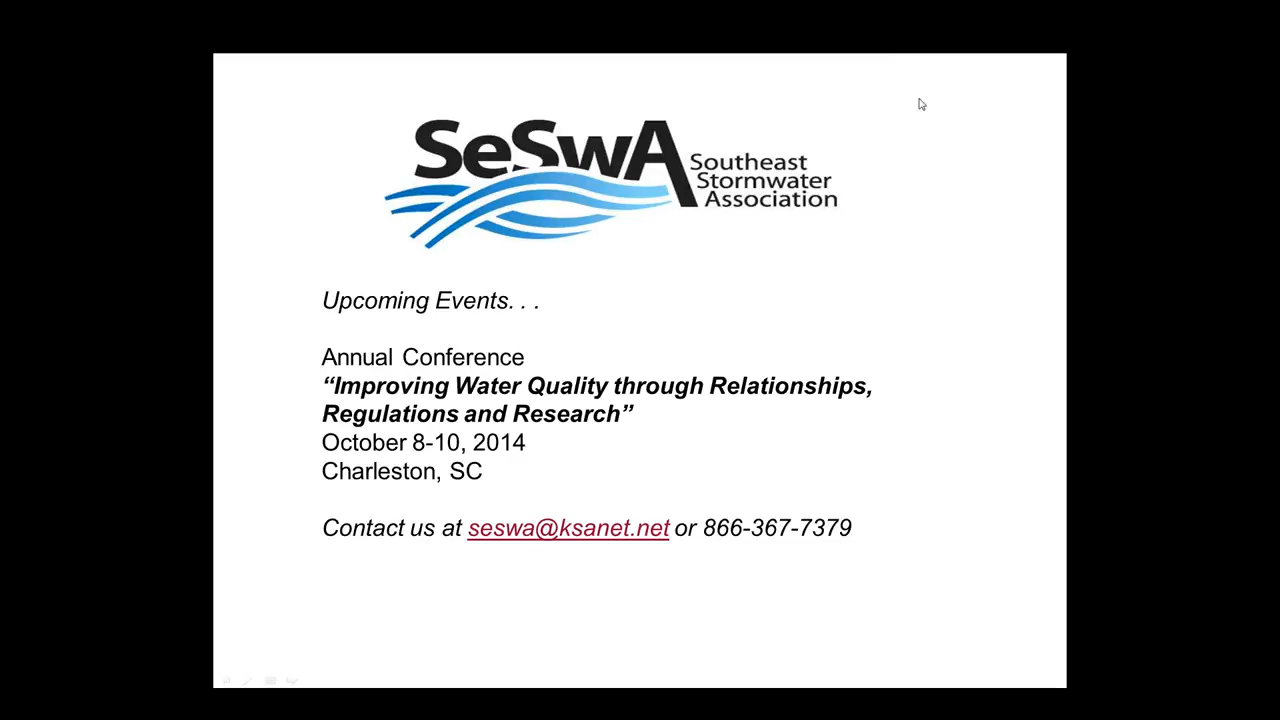 SeSwA
Southeast
Stormwater
Association
Upcoming Events. . .
Annual Conference
“Improving Water Quality through Relationships,
Regulations and Research”
October 8-10, 2014
Charleston, SC
Contact us at seswa@ksanet.net or 866-367-7379